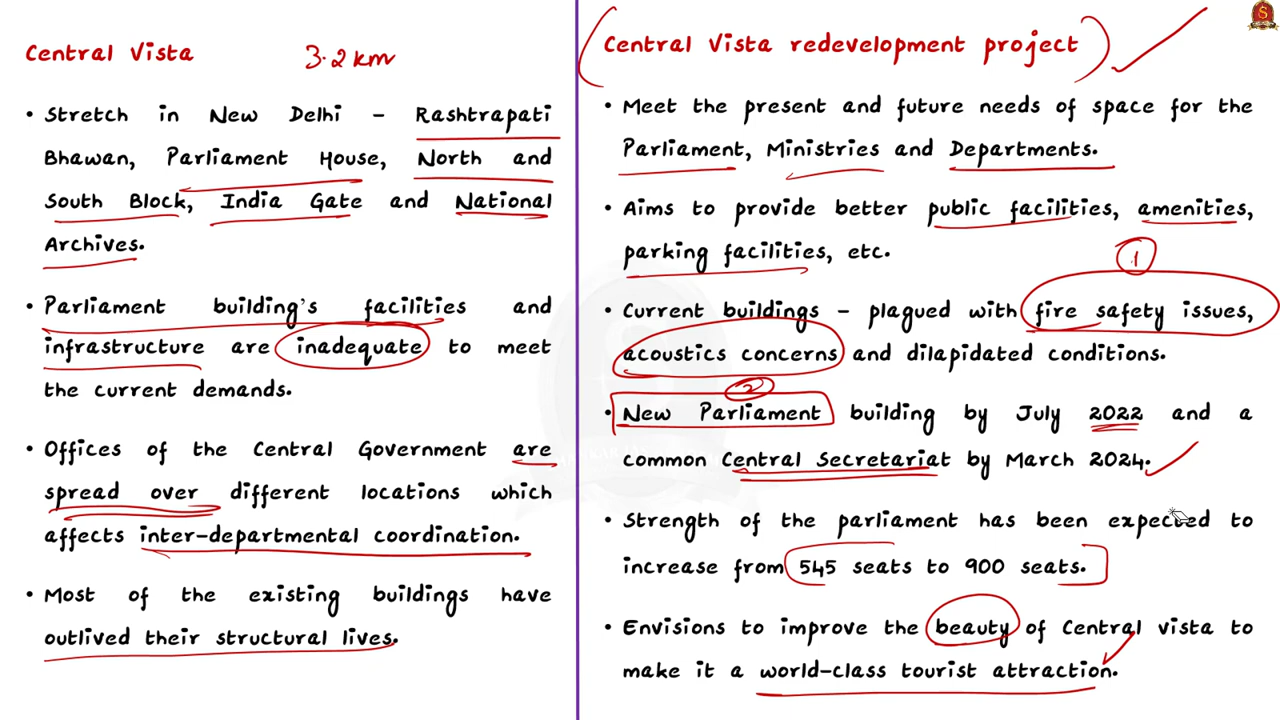 Central Vista
3.2 km
• Stretch in New Delhi – Rashtrapati
Bhawan, Parliament House, North and
South Block, India Gate and National
Archives.
• Parliament building's facilities and
infrastructure are inadequate to meet
the current demands.
• Offices of the Central Government are
spread over different locations which
affects inter-departmental coordination.
• Most of the existing buildings have
outlived their structural lives.
Central Vista redevelopment project
• Meet the present and future needs of space for the
Parliament, Ministries and Departments.
• Aims to provide better public facilities, amenities,
parking facilities, etc.
1
• Current buildings – plagued with fire safety issues,
acoustics concerns and dilapidated conditions.
2
• New Parliament building by July 2022 and a
common Central Secretariat by March 2024.
• Strength of the parliament has been expected to
increase from 545 seats to 900 seats.
• Envisions to improve the beauty of Central vista to
make it a world-class tourist attraction.